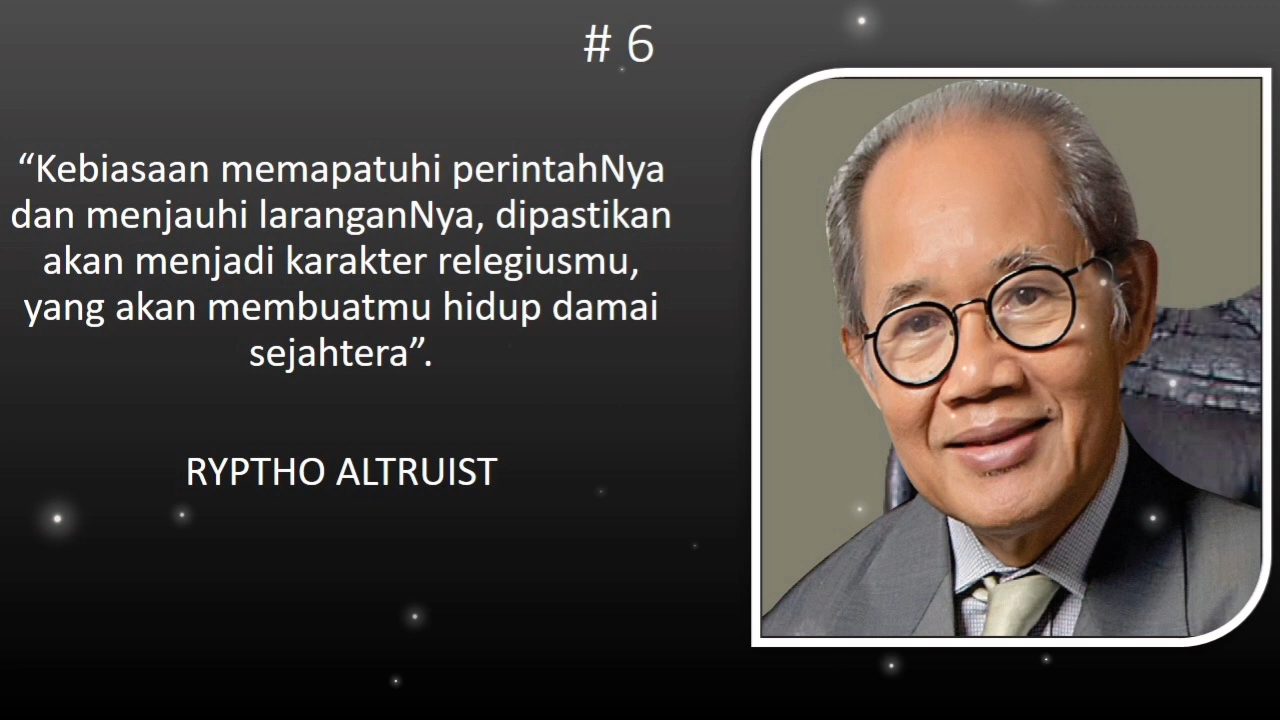 # 6
“Kebiasaan memapatuhi perintahNya
dan menjauhi laranganNya, dipastikan
akan menjadi karakter relegiusmu,
yang akan membuatmu hidup damai
sejahtera”.
RYPTHO ALTRUIST